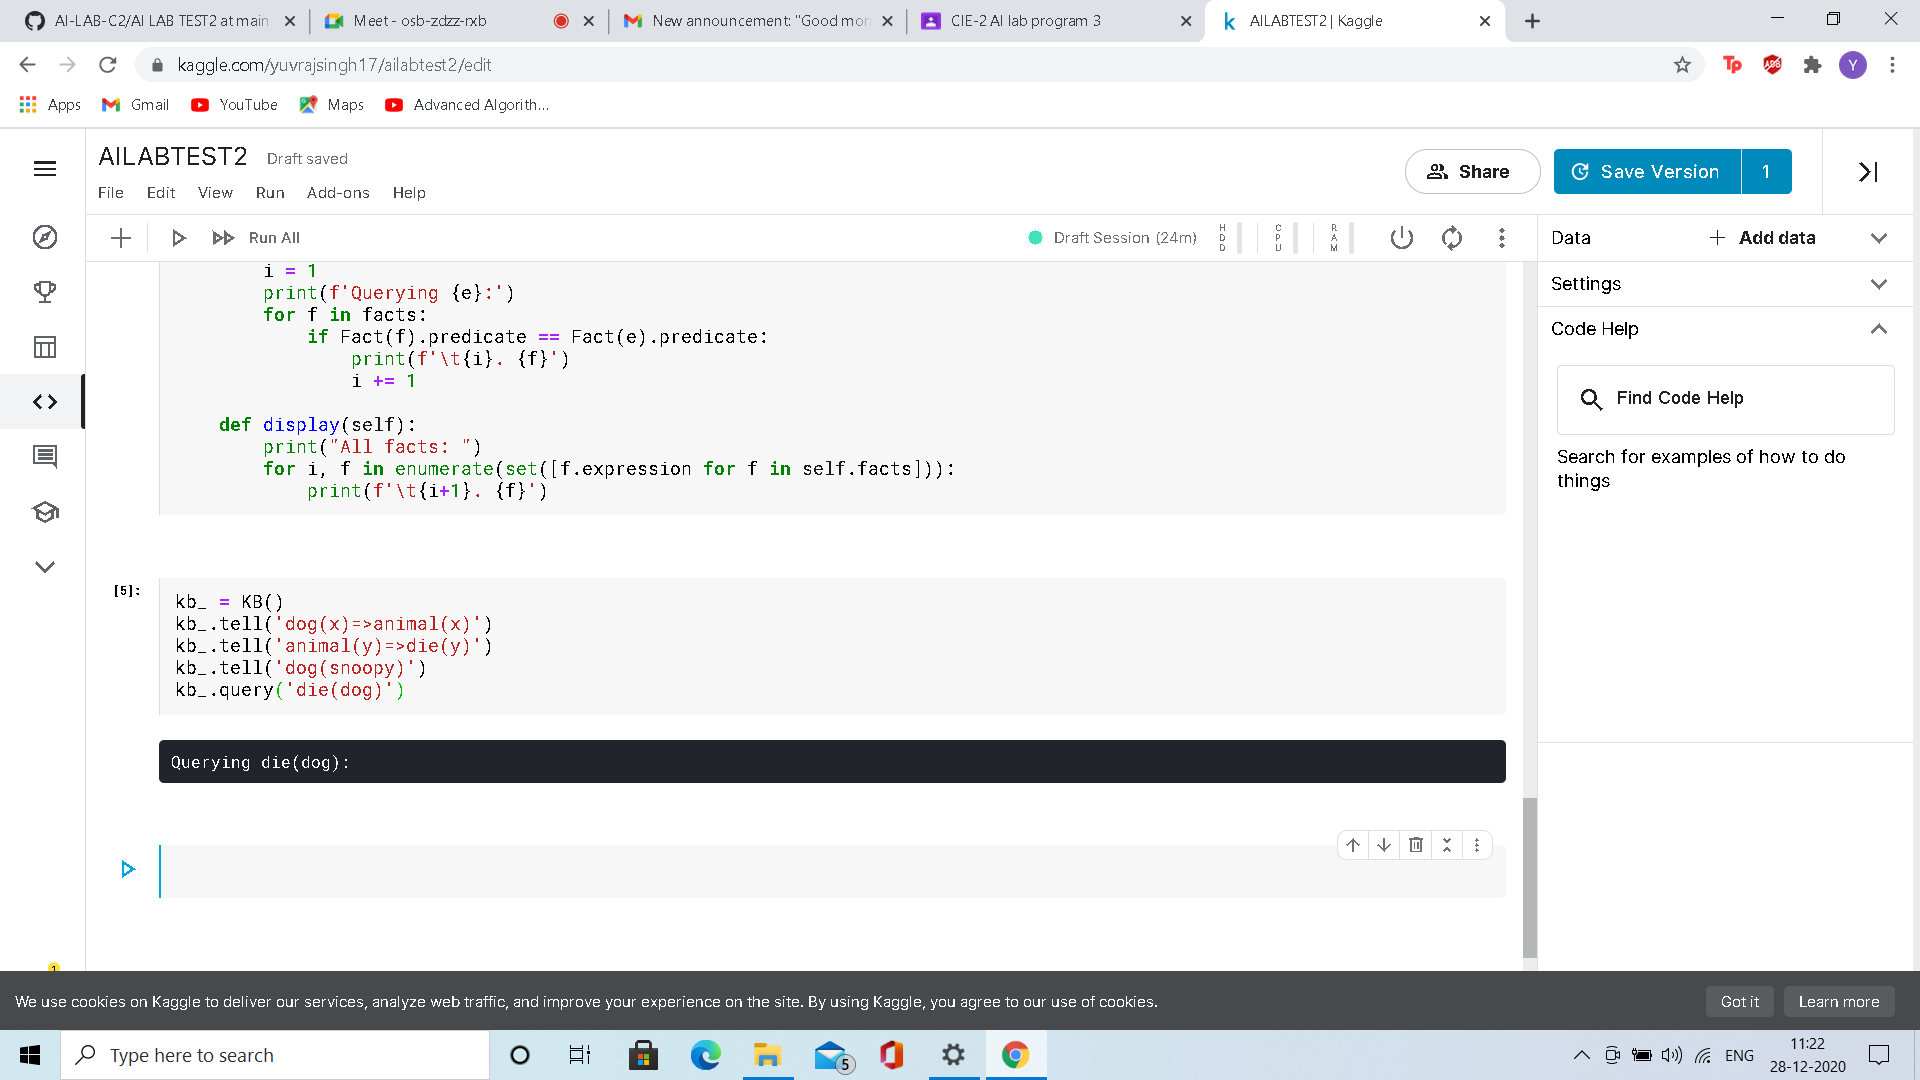 AI-LAB-C2/AI LAB TEST2 at main
Meet - osb-zdzz-rxb
New announcement: "Good mor
CIE-2 AI lab program 3
AILABTEST2 | Kaggle
kaggle.com/yuvrajsingh17/ailabtest2/edit
Tp
ABP
Y
Apps
Gmail
YouTube
Maps
Advanced Algorith...
AILABTEST2
Draft saved
File
Edit
View
Run
Add-ons
Help
Share
Save Version
1
Run All
Draft Session (24m)
HDD
CPU
RAM
Data
Add data
Settings
Code Help
Find Code Help
Search for examples of how to do
things
i = 1
print(f'Querying {e}:')
for f in facts:
if Fact(f).predicate == Fact(e).predicate:
print(f'\t{i}. {f}')
i += 1
def display(self):
print("All facts: ")
for i, f in enumerate(set([f.expression for f in self.facts])):
print(f'\t{i+1}. {f}')
[5]:
kb_ = KB()
kb_.tell('dog(x)=>animal(x)')
kb_.tell('animal(y)=>die(y)')
kb_.tell('dog(snoopy)')
kb_.query('die(dog)')
Querying die(dog):
1
We use cookies on Kaggle to deliver our services, analyze web traffic, and improve your experience on the site. By using Kaggle, you agree to our use of cookies.
Got it
Learn more
Type here to search
5
ENG
11:22
28-12-2020